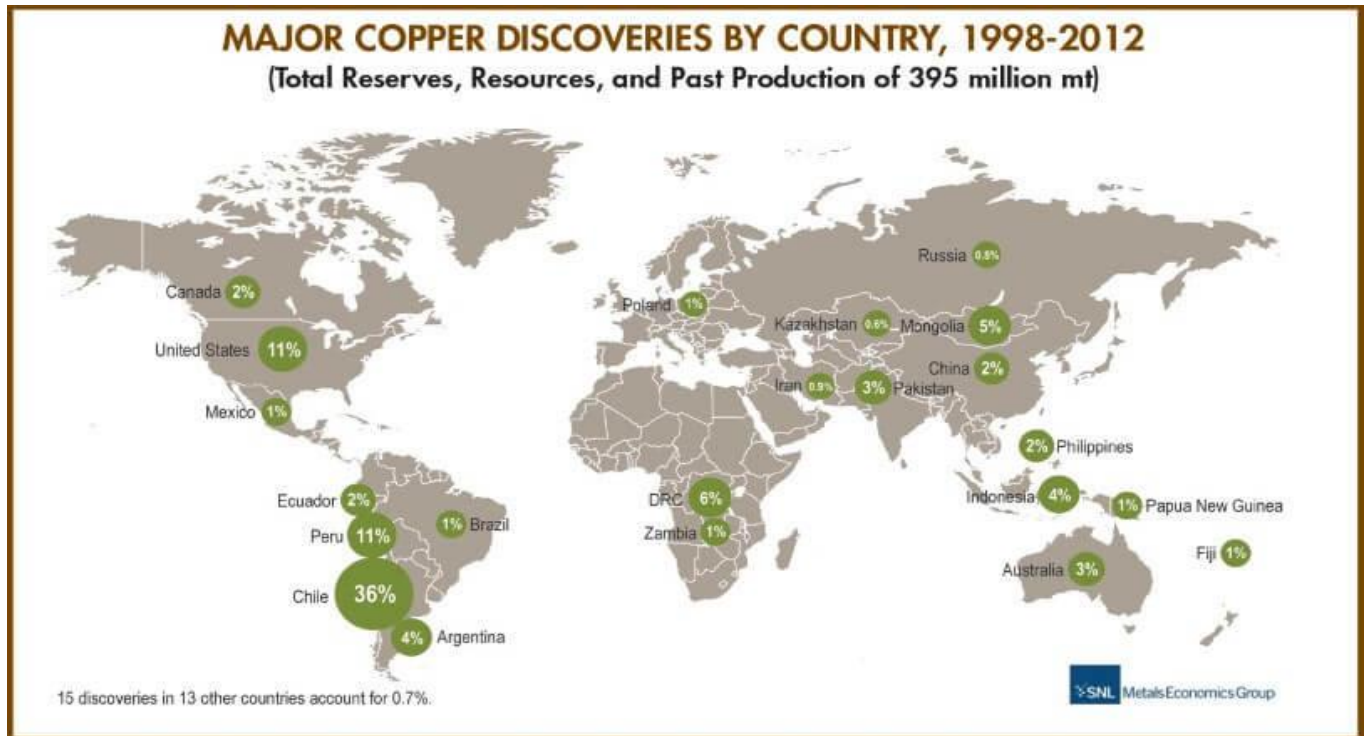 MAJOR COPPER DISCOVERIES BY COUNTRY, 1998-2012
(Total Reserves, Resources, and Past Production of 395 million mt)
Russia 0.8%
Canada 2%
Poland 1%
Kazakhstan 0.6%
Mongolia 5%
United States 11%
China 2%
Iran 0.9%
3% Pakistan
Mexico 1%
2% Philippines
Ecuador 2%
DRC 6%
Indonesia 4%
1% Papua New Guinea
1% Brazil
Peru 11%
Zambia 1%
Fiji 1%
Australia 3%
Chile 36%
4% Argentina
15 discoveries in 13 other countries account for 0.7%.
SNL Metals Economics Group